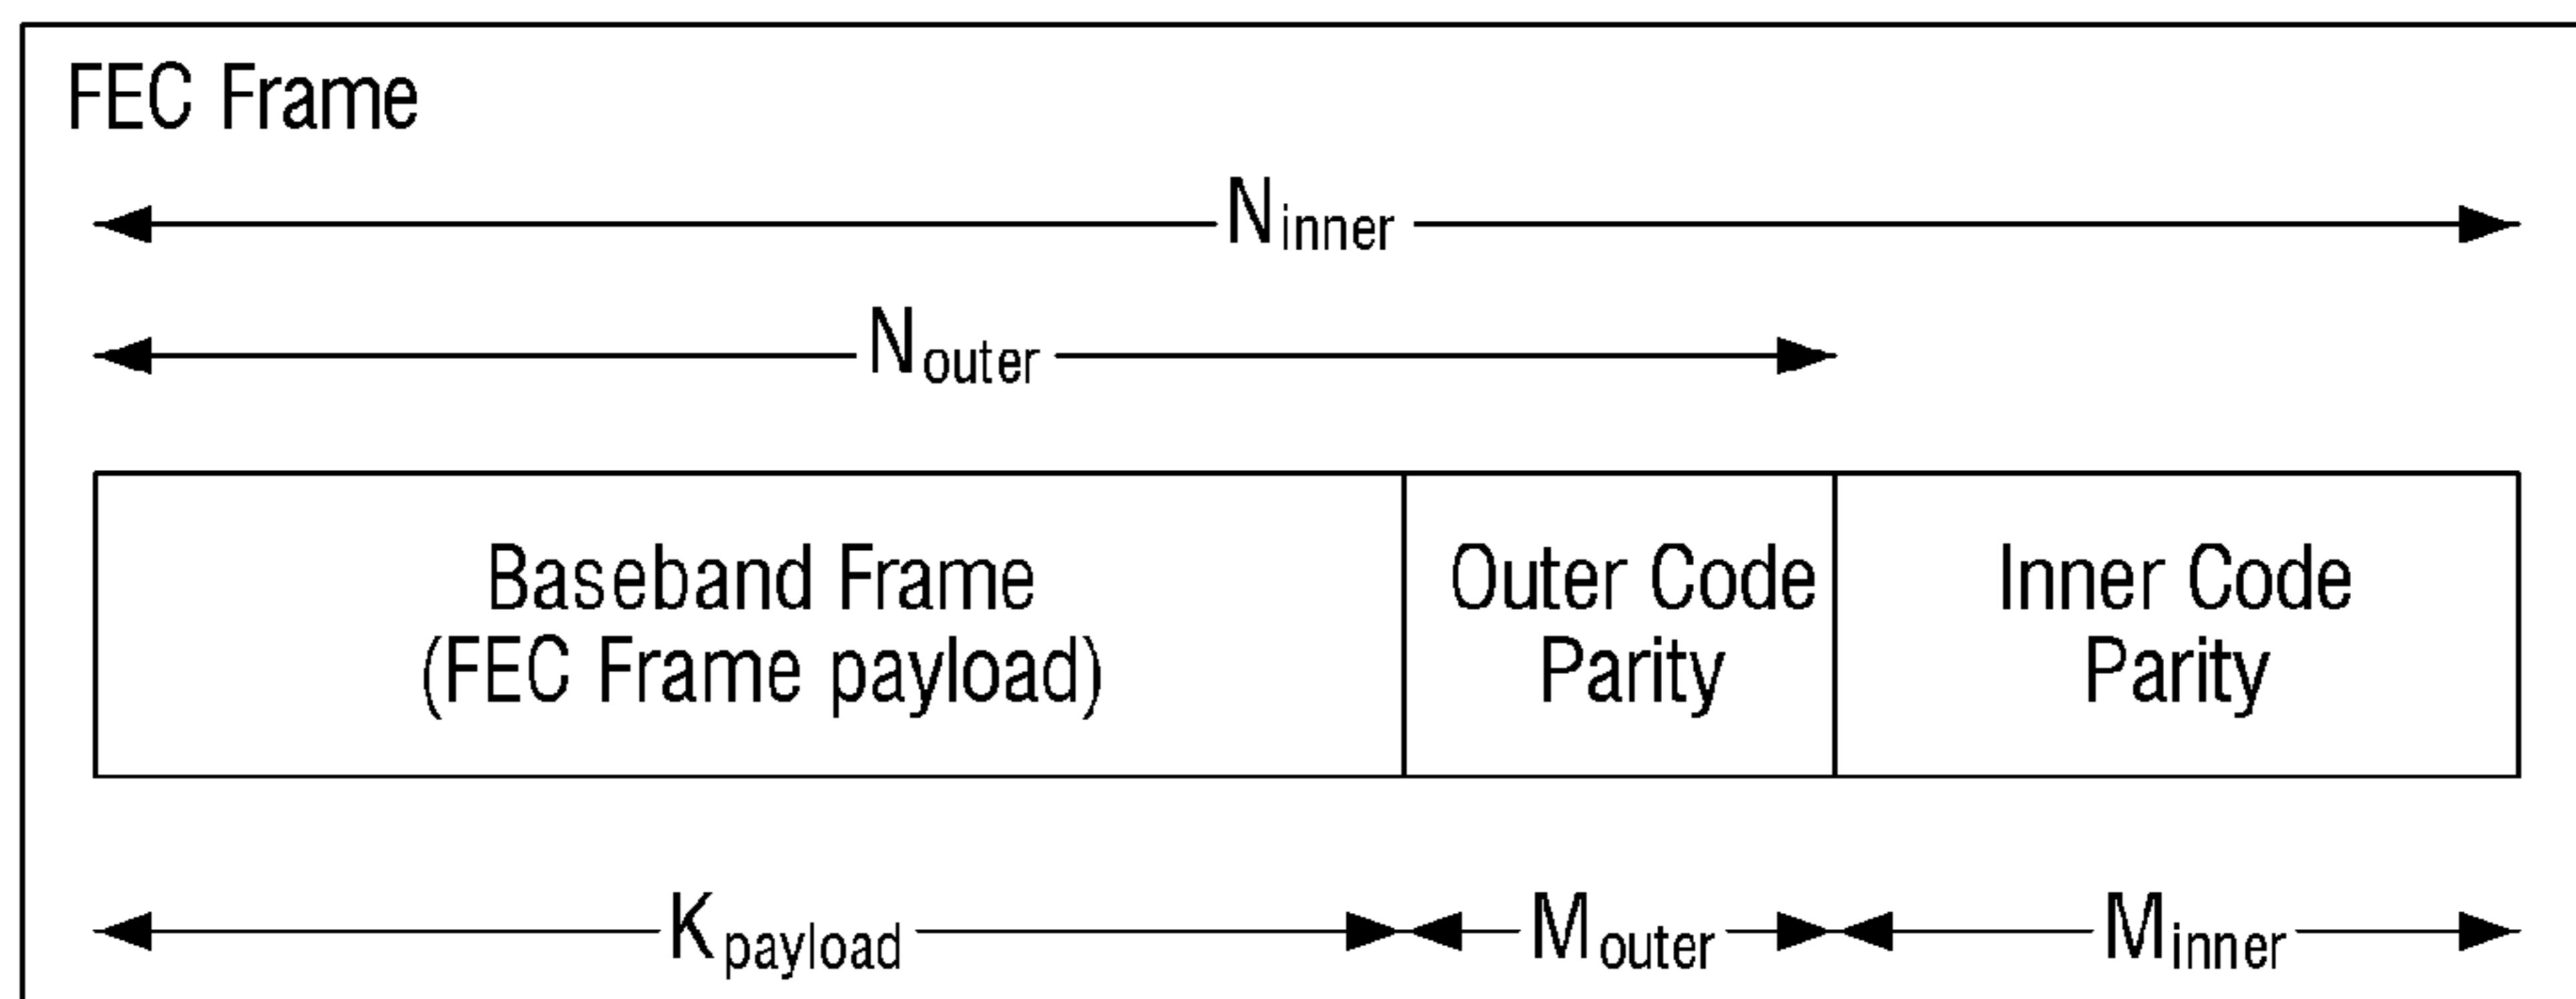 FEC Frame
Ninner
Nouter
Baseband Frame
(FEC Frame payload)
Outer Code
Parity
Inner Code
Parity
Kpayload
Mouter
Minner